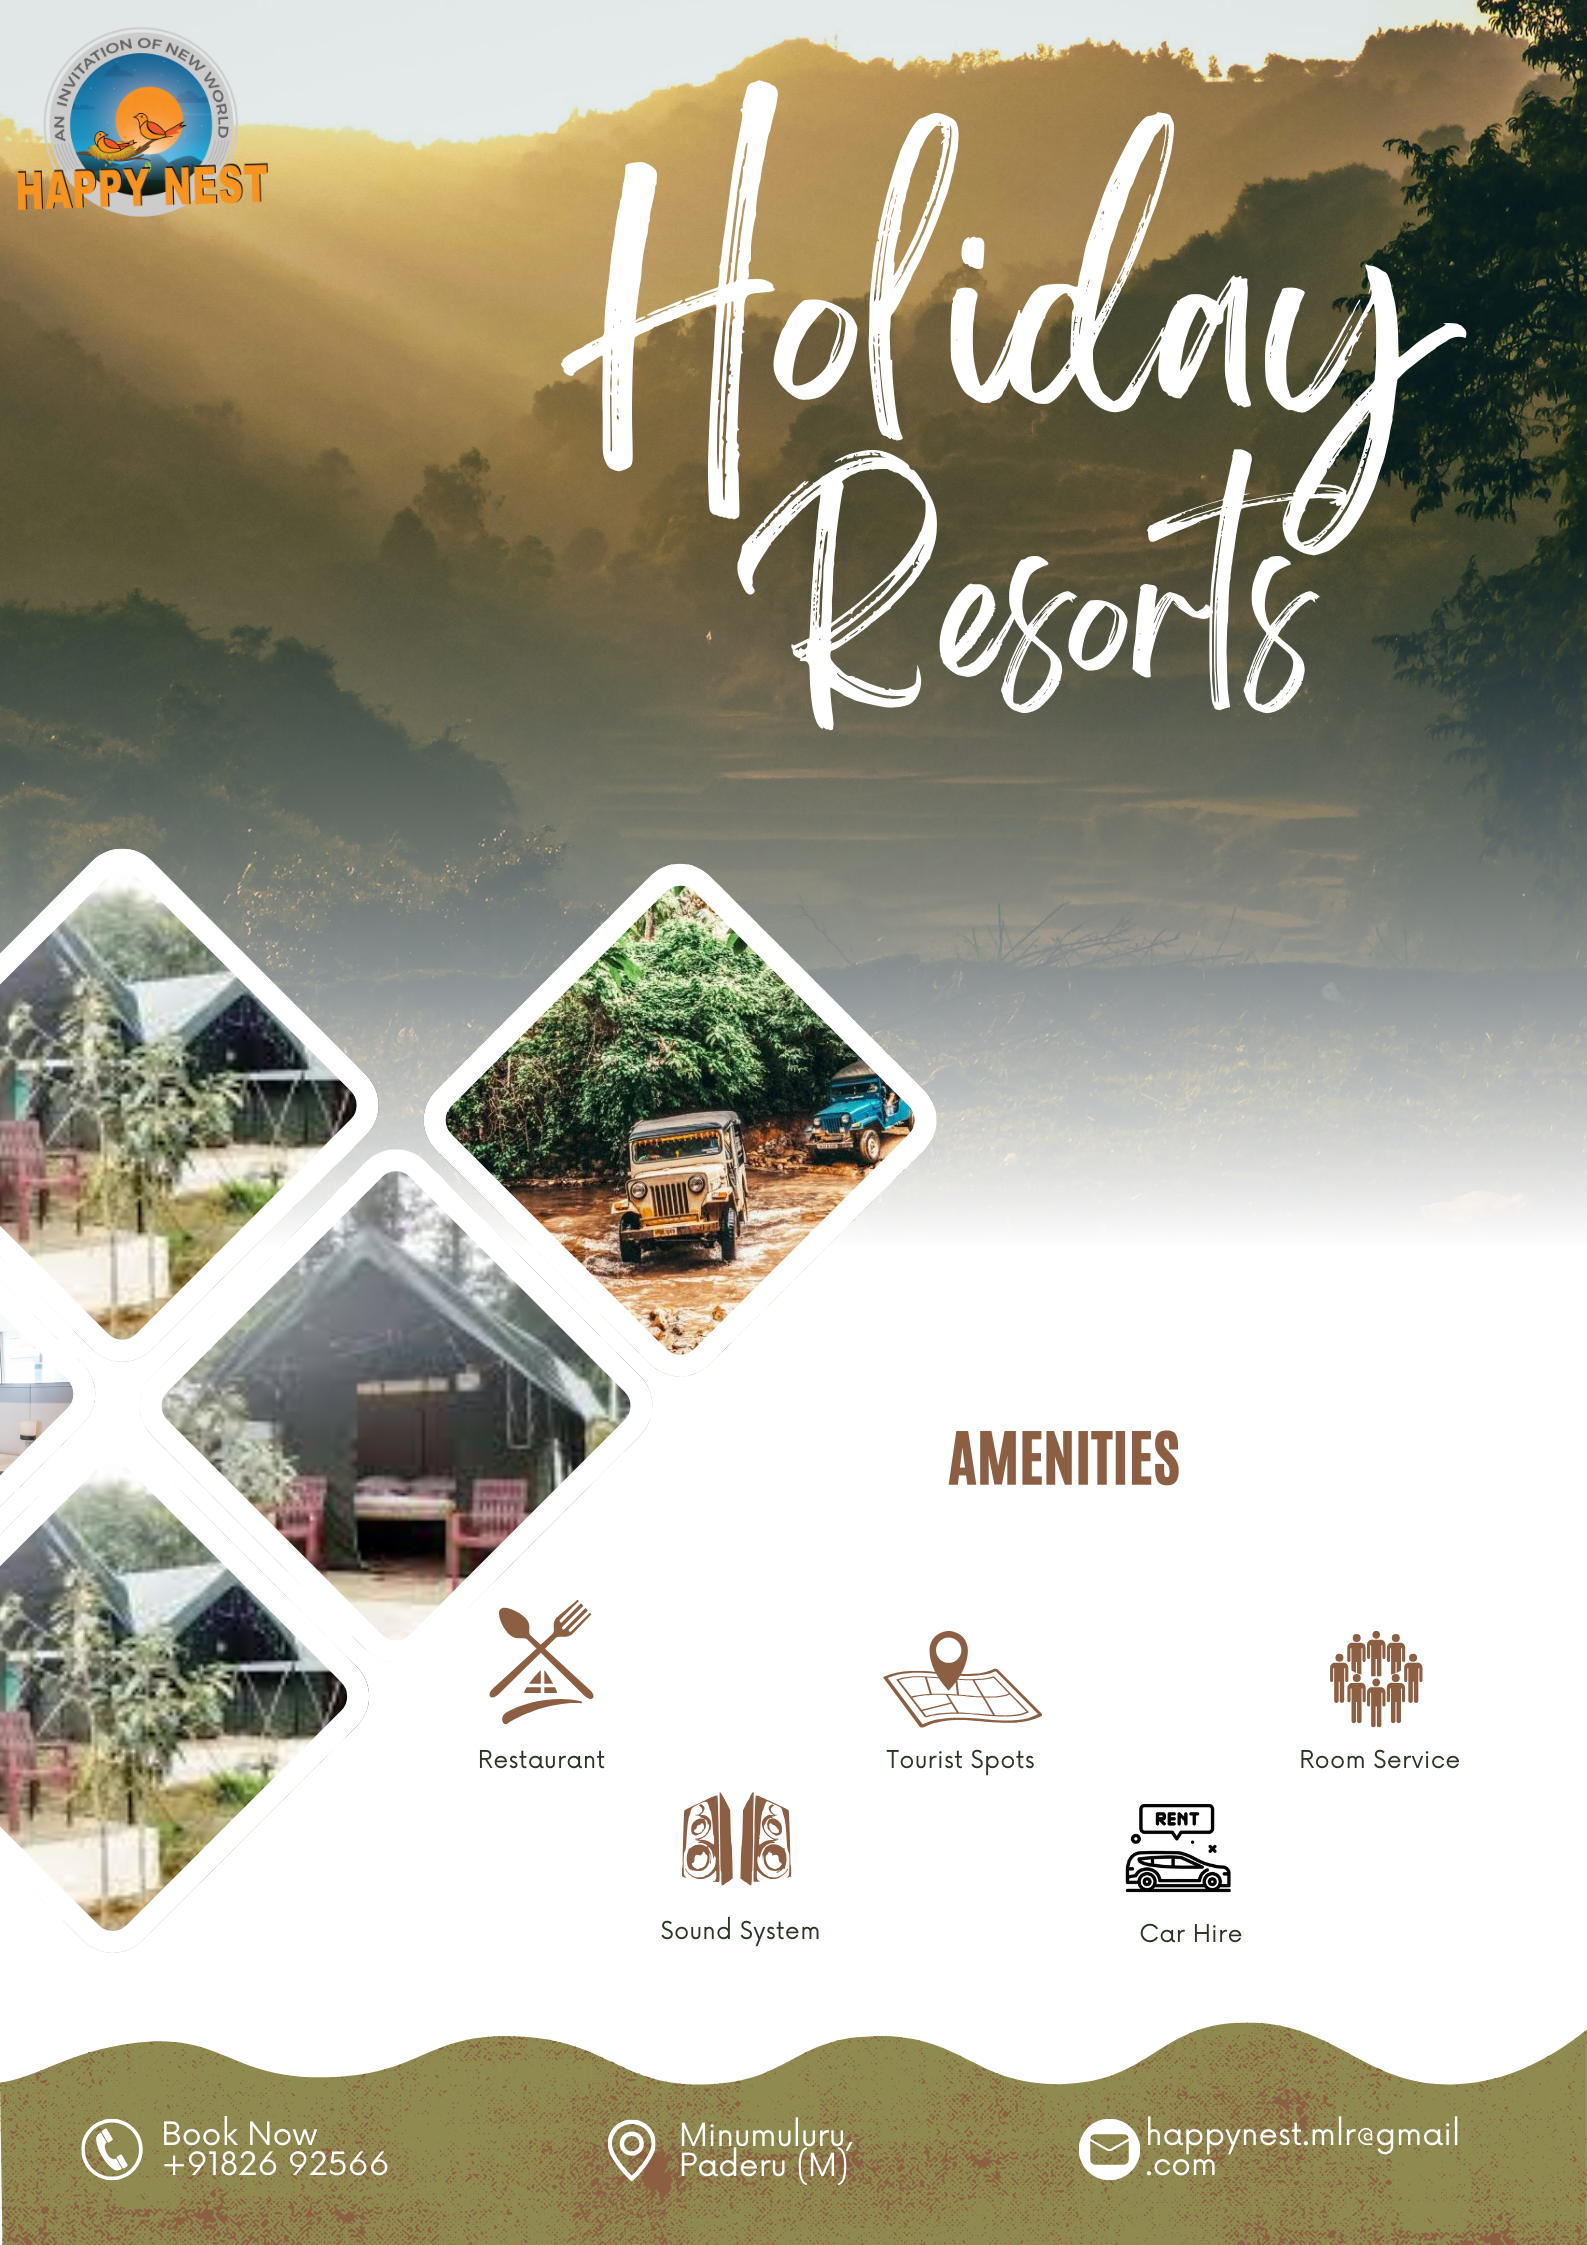 AN INVITATION OF NEW WORLD
HAPPY NEST
Holiday
Resorts
AMENITIES
Restaurant
Tourist Spots
Room Service
RENT
Sound System
Car Hire
Book Now
+91826 92566
Minumuluru,
Paderu (M)
happynest.mlr@gmail
.com